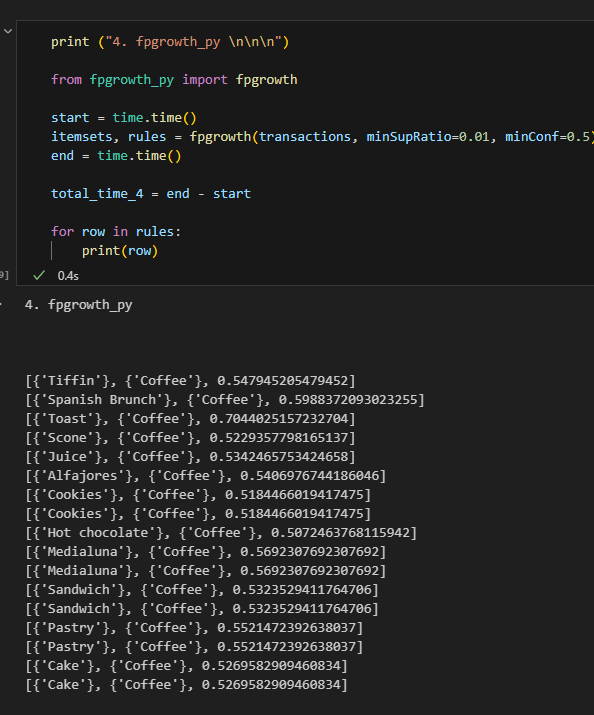 print ("4. fpgrowth_py \n\n\n")
from fpgrowth_py import fpgrowth
start = time.time()
itemsets, rules = fpgrowth(transactions, minSupRatio=0.01, minConf=0.5)
end = time.time()
total_time_4 = end - start
for row in rules:
    print(row)
9]
0.4s
4. fpgrowth_py
[{'Tiffin'}, {'Coffee'}, 0.547945205479452]
[{'Spanish Brunch'}, {'Coffee'}, 0.5988372093023255]
[{'Toast'}, {'Coffee'}, 0.7044025157232704]
[{'Scone'}, {'Coffee'}, 0.5229357798165137]
[{'Juice'}, {'Coffee'}, 0.5342465753424658]
[{'Alfajores'}, {'Coffee'}, 0.5406976744186046]
[{'Cookies'}, {'Coffee'}, 0.5184466019417475]
[{'Cookies'}, {'Coffee'}, 0.5184466019417475]
[{'Hot chocolate'}, {'Coffee'}, 0.5072463768115942]
[{'Medialuna'}, {'Coffee'}, 0.5692307692307692]
[{'Medialuna'}, {'Coffee'}, 0.5692307692307692]
[{'Sandwich'}, {'Coffee'}, 0.5323529411764706]
[{'Sandwich'}, {'Coffee'}, 0.5323529411764706]
[{'Pastry'}, {'Coffee'}, 0.5521472392638037]
[{'Pastry'}, {'Coffee'}, 0.5521472392638037]
[{'Cake'}, {'Coffee'}, 0.5269582909460834]
[{'Cake'}, {'Coffee'}, 0.5269582909460834]